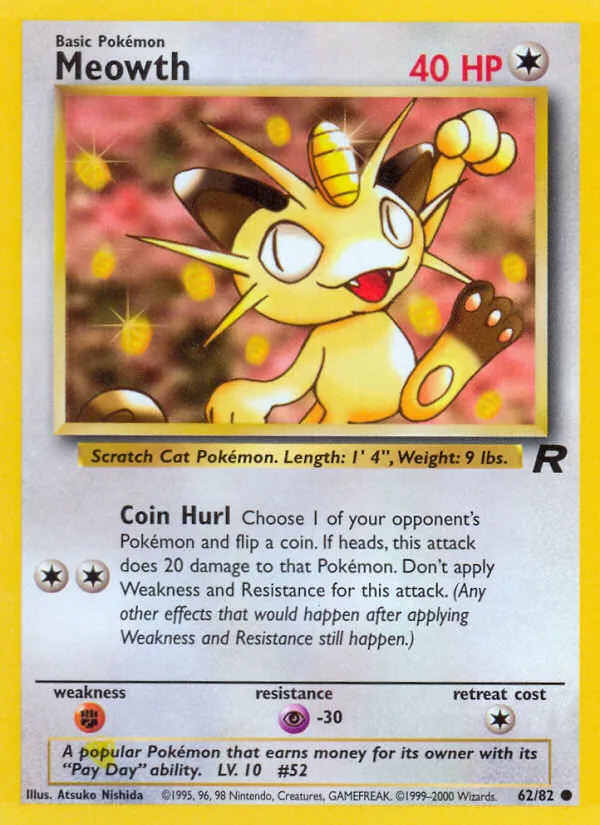 Basic Pokémon
Meowth
40 HP
Scratch Cat Pokémon. Length: 1' 4", Weight: 9 lbs.
R
Coin Hurl Choose 1 of your opponent's
Pokémon and flip a coin. If heads, this attack
does 20 damage to that Pokémon. Don't apply
Weakness and Resistance for this attack. (Any
other effects that would happen after applying
Weakness and Resistance still happen.)
weakness resistance retreat cost
-30
A popular Pokémon that earns money for its owner with its
"Pay Day" ability. LV. 10 #52
Illus. Atsuko Nishida ©1995, 96, 98 Nintendo, Creatures, GAMEFREAK. ©1999-2000 Wizards. 62/82